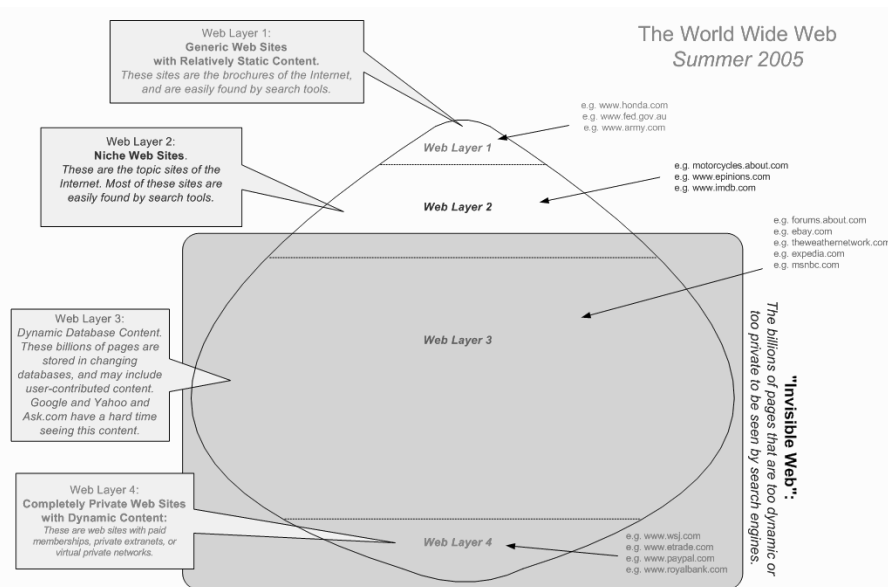 The World Wide Web
Summer 2005
Web Layer 1:
Generic Web Sites
with Relatively Static Content.
These sites are the brochures of the Internet,
and are easily found by search tools.
e.g. www.honda.com
e.g. www.fed.gov.au
e.g. www.army.com
Web Layer 1
Web Layer 2:
Niche Web Sites.
These are the topic sites of the
Internet. Most of these sites are
easily found by search tools.
e.g. motorcycles.about.com
e.g. www.epinions.com
e.g. www.imdb.com
Web Layer 2
e.g. forums.about.com
e.g. ebay.com
e.g. theweathernetwork.com
e.g. expedia.com
e.g. msnbc.com
Web Layer 3:
Dynamic Database Content.
These billions of pages are
stored in changing
databases, and may include
user-contributed content.
Google and Yahoo and
Ask.com have a hard time
seeing this content.
Web Layer 3
"Invisible Web":
The billions of pages that are too dynamic or
too private to be seen by search engines.
Web Layer 4:
Completely Private Web Sites
with Dynamic Content:
These are web sites with paid
memberships, private extranets, or
virtual private networks.
Web Layer 4
e.g. www.wsj.com
e.g. www.etrade.com
e.g. www.paypal.com
e.g. www.royalbank.com